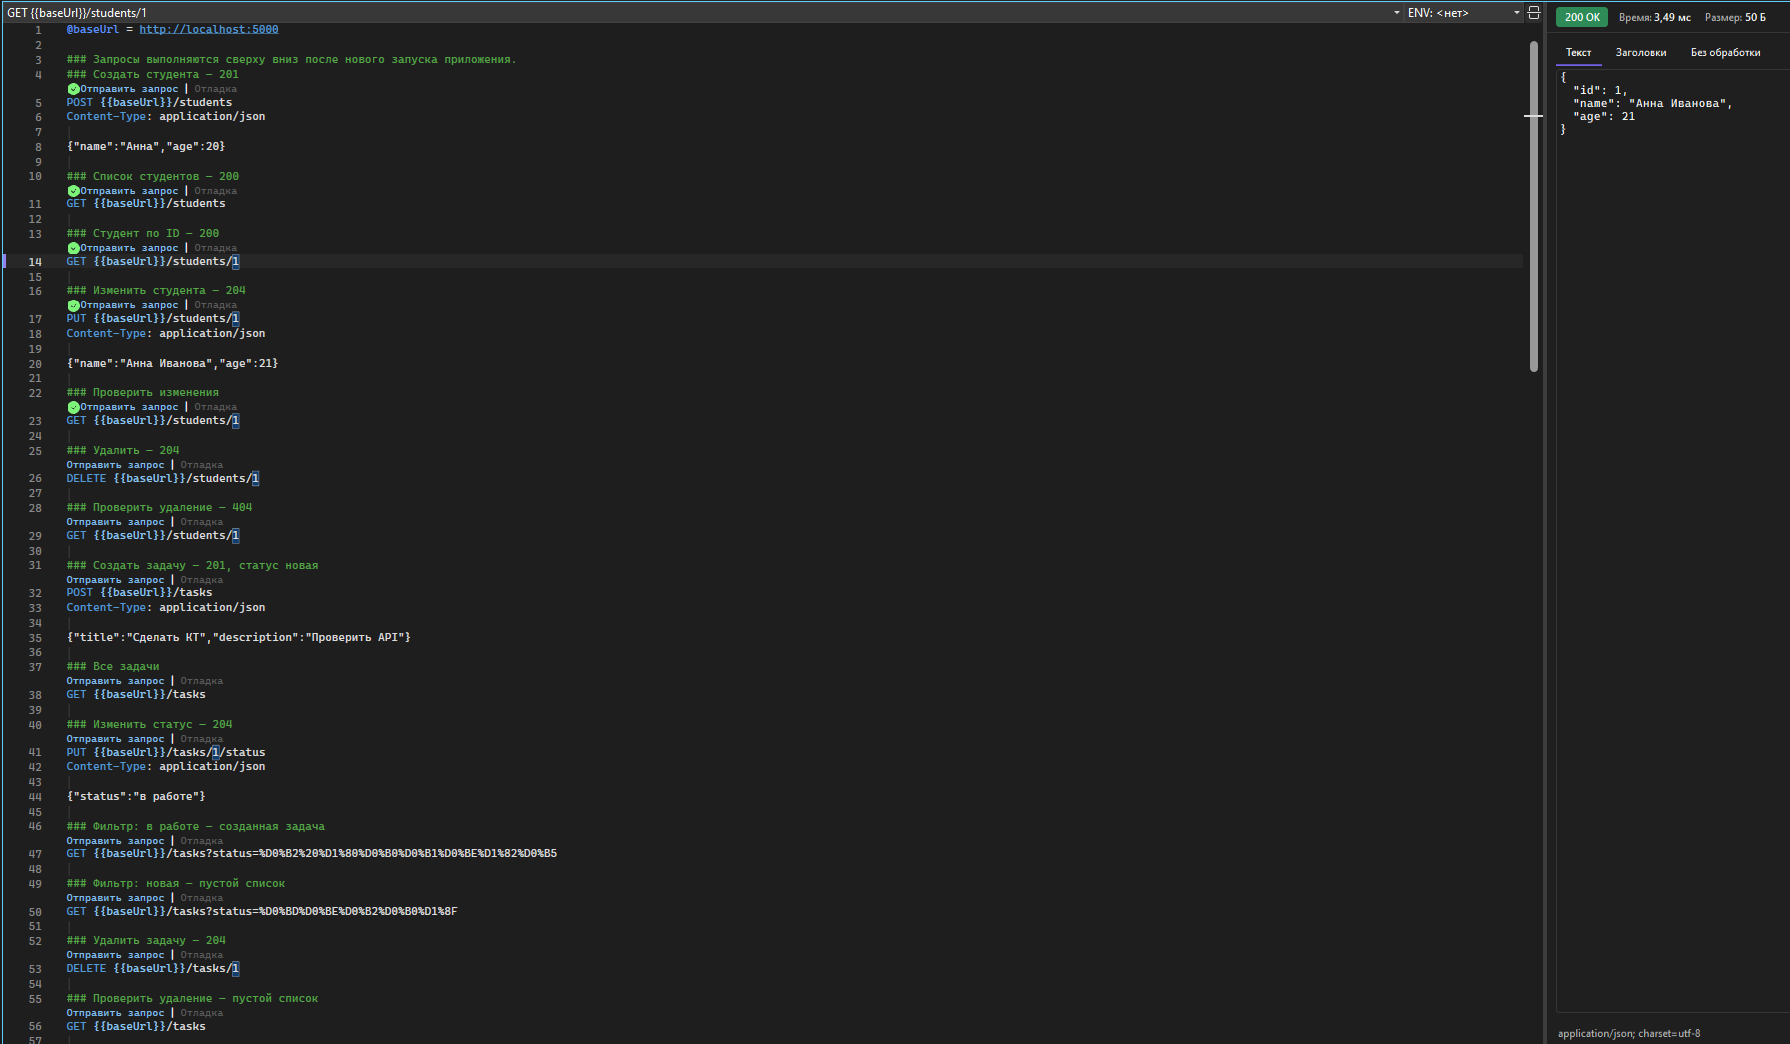 GET {{baseUrl}}/students/1
ENV: <нет>
1 @baseUrl = http://localhost:5000
2
3 ### Запросы выполняются сверху вниз после нового запуска приложения.
4 ### Создать студента — 201
Отправить запрос | Отладка
5 POST {{baseUrl}}/students
6 Content-Type: application/json
7
8 {"name":"Анна","age":20}
9
10 ### Список студентов — 200
Отправить запрос | Отладка
11 GET {{baseUrl}}/students
12
13 ### Студент по ID — 200
Отправить запрос | Отладка
14 GET {{baseUrl}}/students/1
15
16 ### Изменить студента — 204
Отправить запрос | Отладка
17 PUT {{baseUrl}}/students/1
18 Content-Type: application/json
19
20 {"name":"Анна Иванова","age":21}
21
22 ### Проверить изменения
Отправить запрос | Отладка
23 GET {{baseUrl}}/students/1
24
25 ### Удалить — 204
Отправить запрос | Отладка
26 DELETE {{baseUrl}}/students/1
27
28 ### Проверить удаление — 404
Отправить запрос | Отладка
29 GET {{baseUrl}}/students/1
30
31 ### Создать задачу — 201, статус новая
Отправить запрос | Отладка
32 POST {{baseUrl}}/tasks
33 Content-Type: application/json
34
35 {"title":"Сделать КТ","description":"Проверить API"}
36
37 ### Все задачи
Отправить запрос | Отладка
38 GET {{baseUrl}}/tasks
39
40 ### Изменить статус — 204
Отправить запрос | Отладка
41 PUT {{baseUrl}}/tasks/1/status
42 Content-Type: application/json
43
44 {"status":"в работе"}
45
46 ### Фильтр: в работе — созданная задача
Отправить запрос | Отладка
47 GET {{baseUrl}}/tasks?status=%D0%B2%20%D1%80%D0%B0%D0%B1%D0%BE%D1%82%D0%B5
48
49 ### Фильтр: новая — пустой список
Отправить запрос | Отладка
50 GET {{baseUrl}}/tasks?status=%D0%BD%D0%BE%D0%B2%D0%B0%D1%8F
51
52 ### Удалить задачу — 204
Отправить запрос | Отладка
53 DELETE {{baseUrl}}/tasks/1
54
55 ### Проверить удаление — пустой список
Отправить запрос | Отладка
56 GET {{baseUrl}}/tasks
57
200 OK Время: 3,49 мс Размер: 50 Б
Текст Заголовки Без обработки
{
"id": 1,
"name": "Анна Иванова",
"age": 21
}
application/json; charset=utf-8